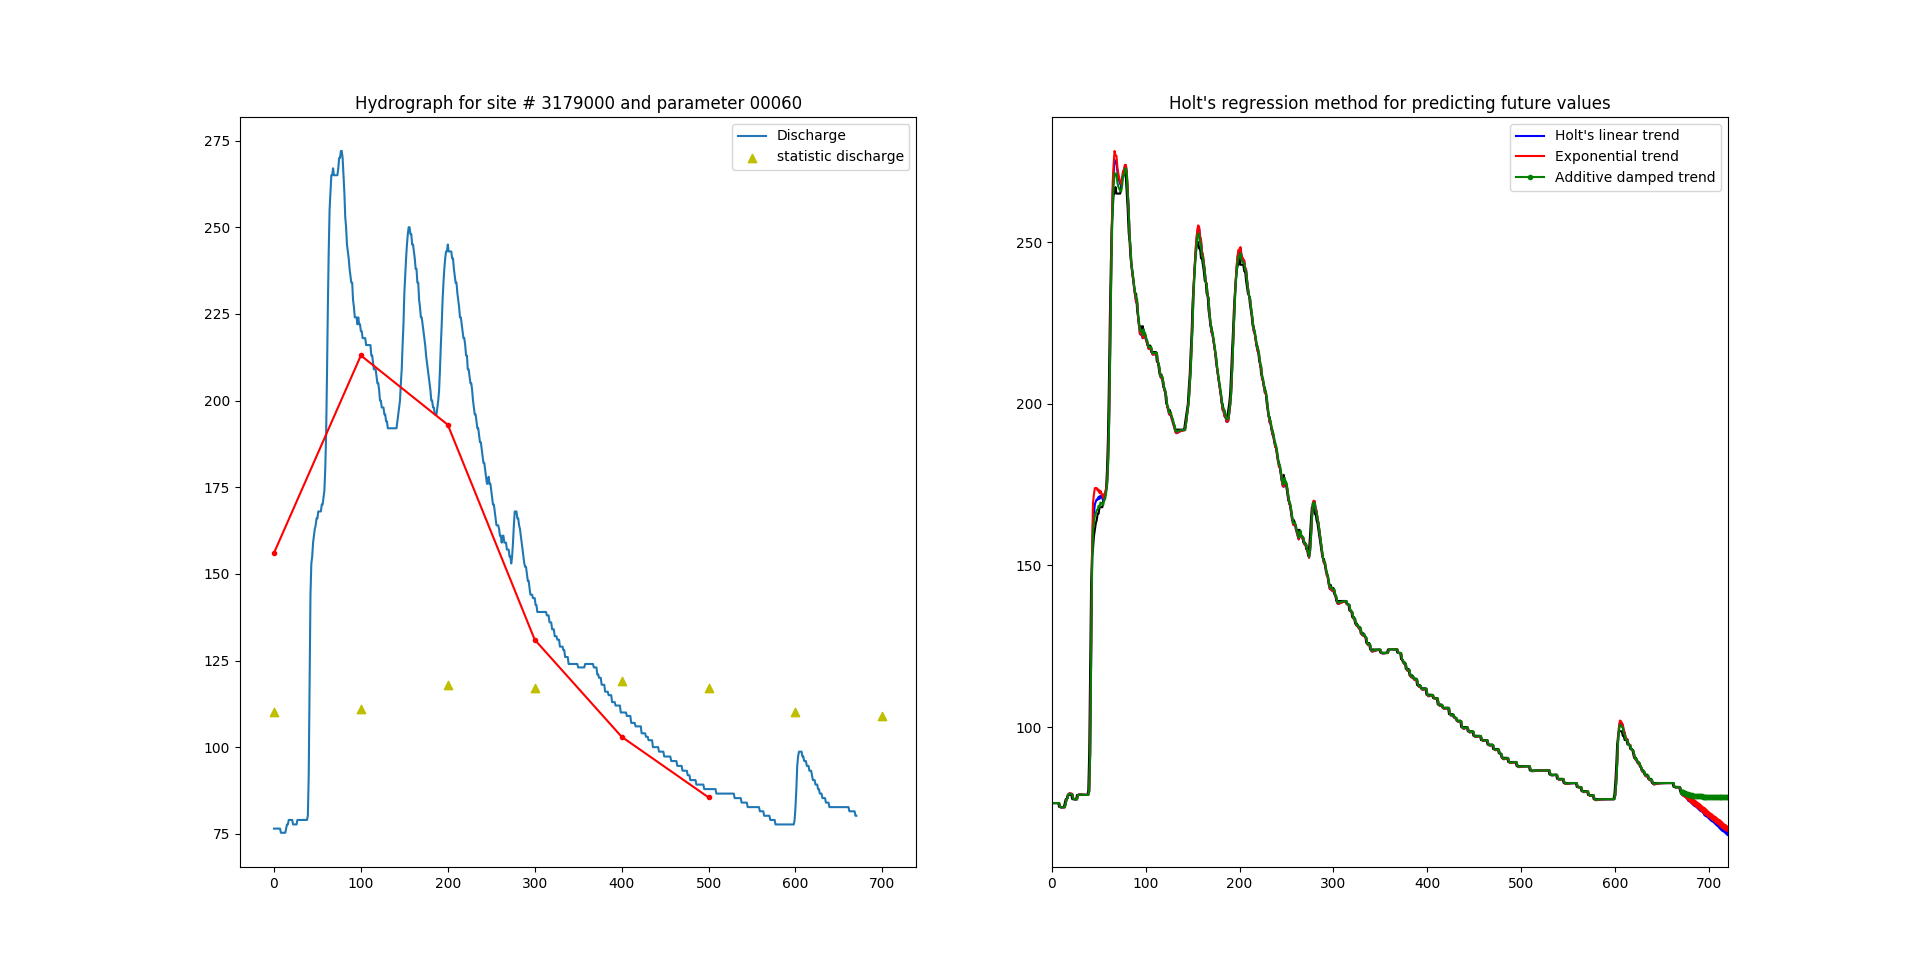 Hydrograph for site # 3179000 and parameter 00060
Discharge
statistic discharge
275
250
225
200
175
150
125
100
75
0 100 200 300 400 500 600 700
Holt's regression method for predicting future values
Holt's linear trend
Exponential trend
Additive damped trend
250
200
150
100
0 100 200 300 400 500 600 700